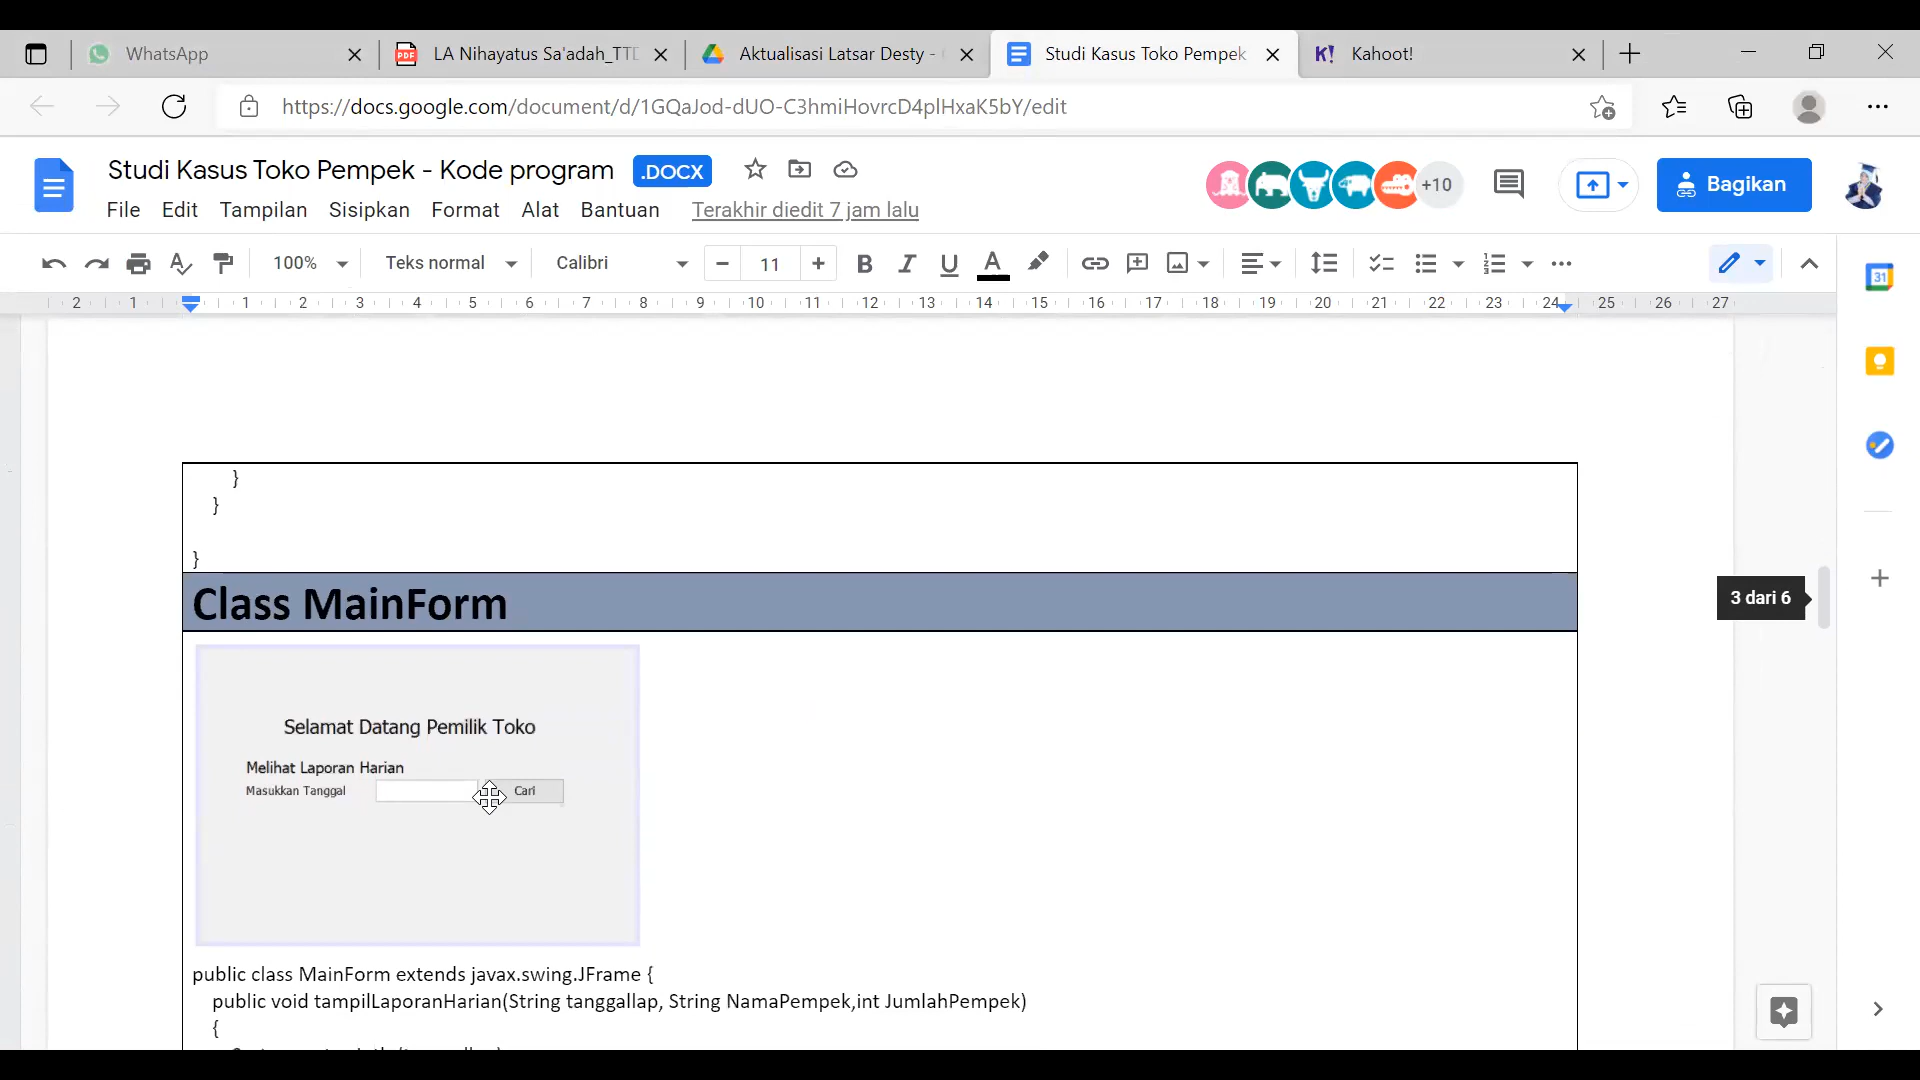 WhatsApp
LA Nihayatus Sa'adah_TTD
Aktualisasi Latsar Desty -
Studi Kasus Toko Pempek
K! Kahoot!
https://docs.google.com/document/d/1GQaJod-dUO-C3hmiHovrcD4plHxaK5bY/edit
Studi Kasus Toko Pempek - Kode program .DOCX
+10
Bagikan
File Edit Tampilan Sisipkan Format Alat Bantuan Terakhir diedit 7 jam lalu
100% Teks normal Calibri 11 B I U A
2 1 1 2 3 4 5 6 7 8 9 10 11 12 13 14 15 16 17 18 19 20 21 22 23 24 25 26 27
31
}
}
}
Class MainForm
3 dari 6
Selamat Datang Pemilik Toko
Melihat Laporan Harian
Masukkan Tanggal Cari
public class MainForm extends javax.swing.JFrame {
public void tampilLaporanHarian(String tanggallap, String NamaPempek,int JumlahPempek)
{